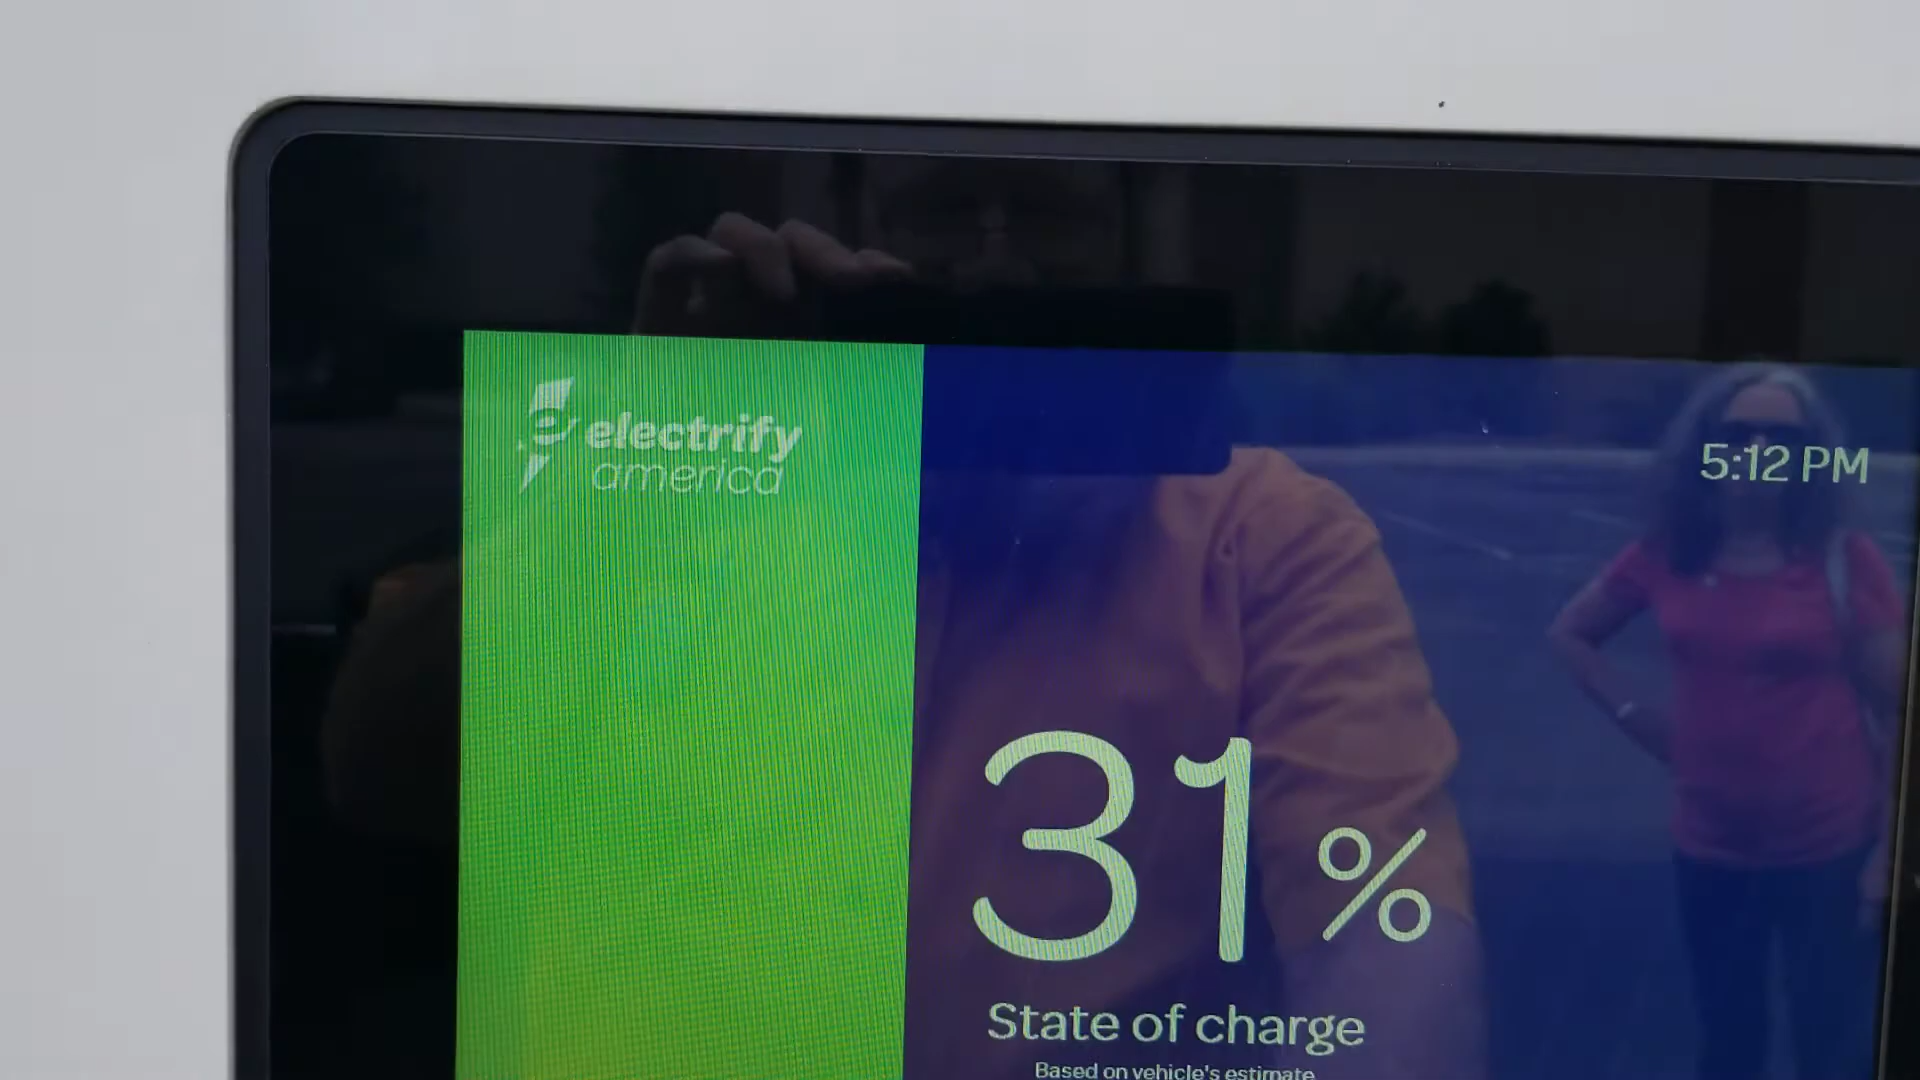 electrify
america
5:12 PM
31%
State of charge
Based on vehicle's estimate